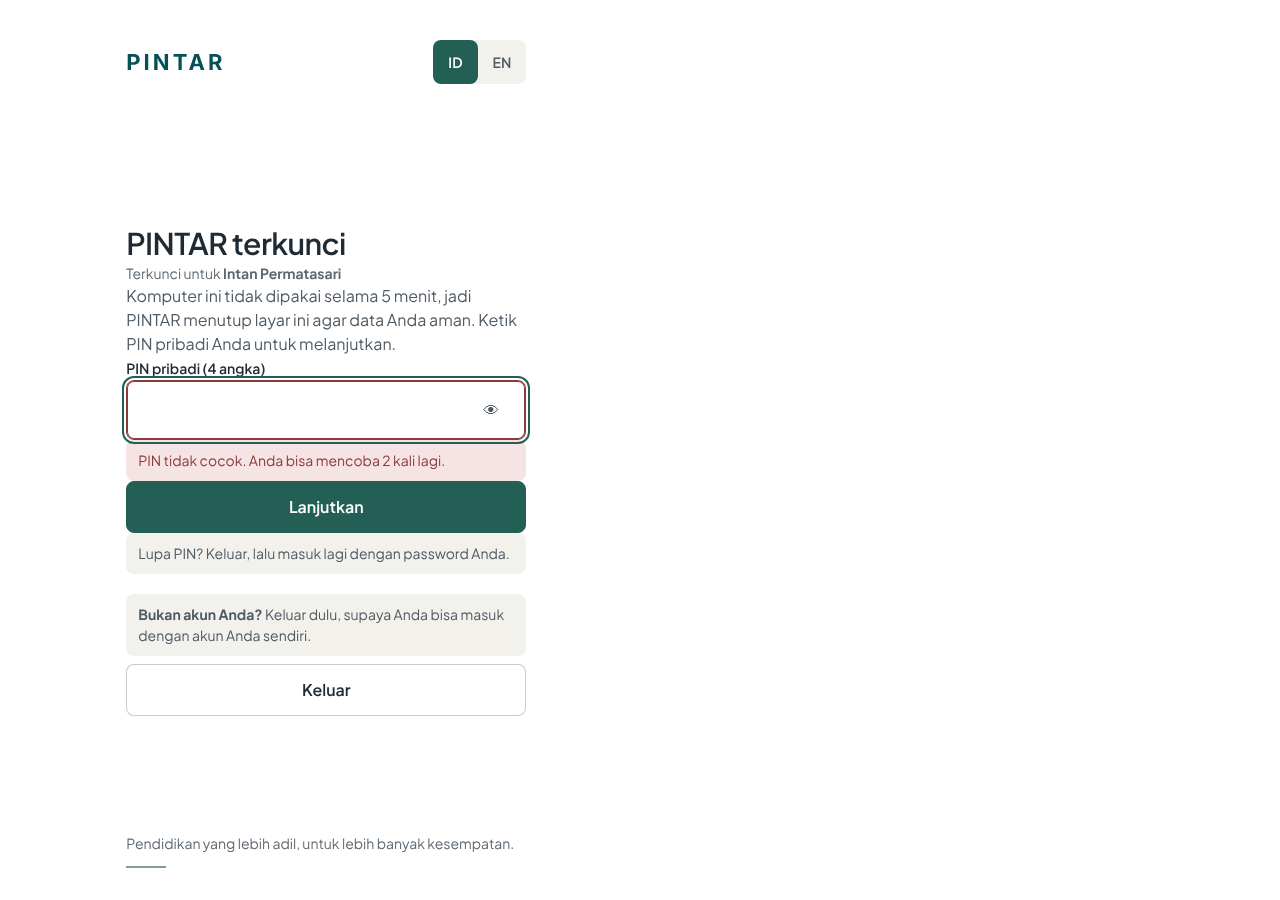 PINTAR
ID
EN
PINTAR terkunci
Terkunci untuk Intan Permatasari
Komputer ini tidak dipakai selama 5 menit, jadi
PINTAR menutup layar ini agar data Anda aman. Ketik
PIN pribadi Anda untuk melanjutkan.
PIN pribadi (4 angka)
PIN tidak cocok. Anda bisa mencoba 2 kali lagi.
Lanjutkan
Lupa PIN? Keluar, lalu masuk lagi dengan password Anda.
Bukan akun Anda? Keluar dulu, supaya Anda bisa masuk
dengan akun Anda sendiri.
Keluar
Pendidikan yang lebih adil, untuk lebih banyak kesempatan.